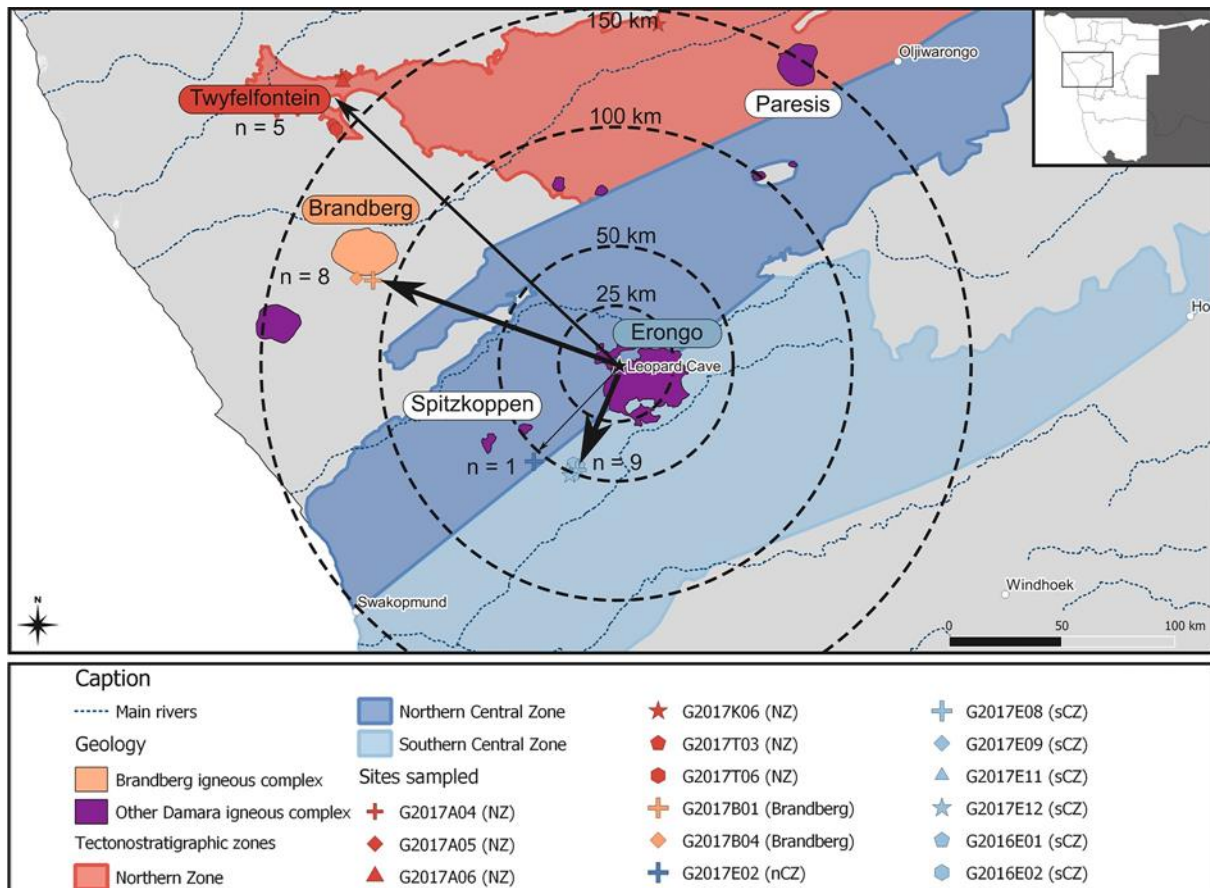 150 km
Oljiwarongo
Twyfelfontein
Paresis
n = 5
100 km
Brandberg
50 km
n = 8
25 km
Ho
Erongo
Leopard Cave
Spitzkoppen
n = 1
n = 9
Windhoek
Swakopmund
N
0 100 km
Caption
Main rivers
Geology
Brandberg igneous complex
Other Damara igneous complex
Tectonostratigraphic zones
Northern Zone
Northern Central Zone
Southern Central Zone
Sites sampled
G2017A04 (NZ)
G2017A05 (NZ)
G2017A06 (NZ)
G2017K06 (NZ)
G2017T03 (NZ)
G2017T06 (NZ)
G2017B01 (Brandberg)
G2017B04 (Brandberg)
G2017E02 (nCZ)
G2017E08 (sCZ)
G2017E09 (sCZ)
G2017E11 (sCZ)
G2017E12 (sCZ)
G2016E01 (sCZ)
G2016E02 (sCZ)